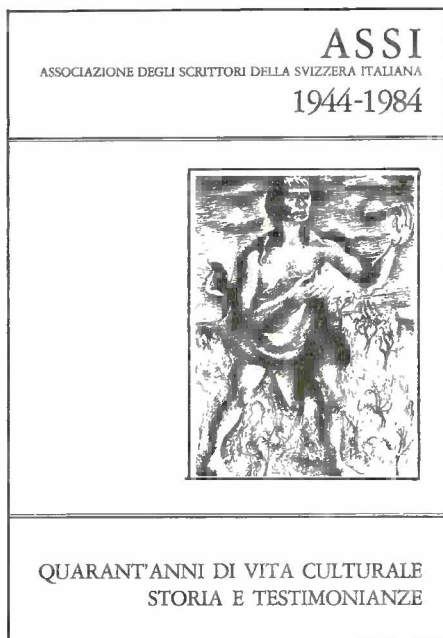 ASSI
ASSOCIAZIONE DEGLI SCRITTORI DELLA SVIZZERA ITALIANA
1944-1984
QUARANT'ANNI DI VITA CULTURALE
STORIA E TESTIMONIANZE